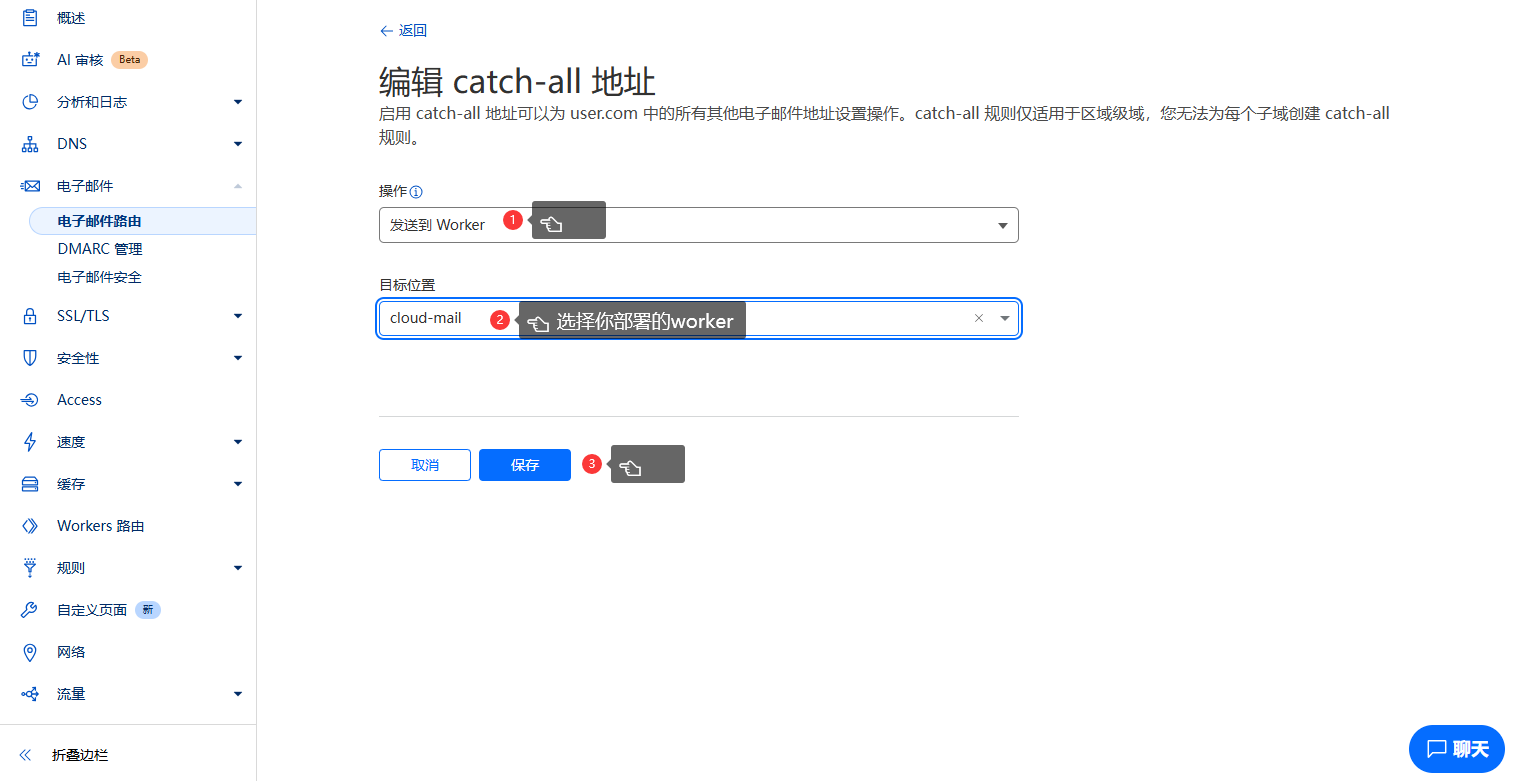 概述
AI 审核 Beta
分析和日志
DNS
电子邮件
电子邮件路由
DMARC 管理
电子邮件安全
SSL/TLS
安全性
Access
速度
缓存
Workers 路由
规则
自定义页面 新
网络
流量
折叠边栏
返回
编辑 catch-all 地址
启用 catch-all 地址可以为 user.com 中的所有其他电子邮件地址设置操作。catch-all 规则仅适用于区域级域，您无法为每个子域创建 catch-all
规则。
操作
发送到 Worker 1
目标位置
cloud-mail 2 选择你部署的worker
取消 保存 3
聊天